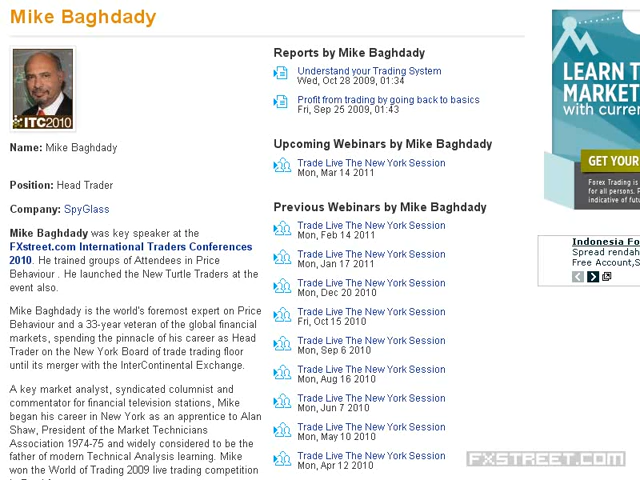 Mike Baghdady
ITC2010
Name: Mike Baghdady
Position: Head Trader
Company: SpyGlass
Mike Baghdady was key speaker at the
FXstreet.com International Traders Conferences
2010. He trained groups of Attendees in Price
Behaviour . He launched the New Turtle Traders at the
event also.
Mike Baghdady is the world's foremost expert on Price
Behaviour and a 33-year veteran of the global financial
markets, spending the pinnacle of his career as Head
Trader on the New York Board of trade trading floor
until its merger with the InterContinental Exchange.
A key market analyst, syndicated columnist and
commentator for financial television stations, Mike
began his career in New York as an apprentice to Alan
Shaw, President of the Market Technicians
Association 1974-75 and widely considered to be the
father of modern Technical Analysis learning. Mike
won the World of Trading 2009 live trading competition
Reports by Mike Baghdady
Understand your Trading System
Wed, Oct 28 2009, 01:34
Profit from trading by going back to basics
Fri, Sep 25 2009, 01:43
Upcoming Webinars by Mike Baghdady
Trade Live The New York Session
Mon, Mar 14 2011
Previous Webinars by Mike Baghdady
Trade Live The New York Session
Mon, Feb 14 2011
Trade Live The New York Session
Mon, Jan 17 2011
Trade Live The New York Session
Mon, Dec 20 2010
Trade Live The New York Session
Fri, Oct 15 2010
Trade Live The New York Session
Mon, Sep 6 2010
Trade Live The New York Session
Mon, Aug 16 2010
Trade Live The New York Session
Mon, Jun 7 2010
Trade Live The New York Session
Mon, May 10 2010
Trade Live The New York Session
Mon, Apr 12 2010
LEARN T
MARKET
with curre
GET YOUR
Forex Trading is
for all persons. P
indicative of futu
Indonesia Fo
Spread rendah
Free Account,S
FXSTREET.COM